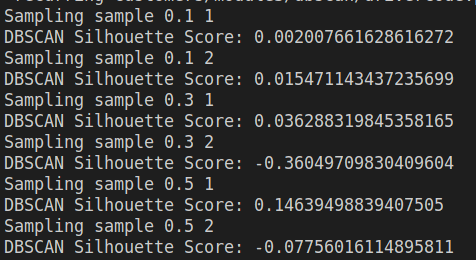 Sampling sample 0.1 1
DBSCAN Silhouette Score: 0.002007661628616272
Sampling sample 0.1 2
DBSCAN Silhouette Score: 0.015471143437235699
Sampling sample 0.3 1
DBSCAN Silhouette Score: 0.036288319845358165
Sampling sample 0.3 2
DBSCAN Silhouette Score: -0.36049709830409604
Sampling sample 0.5 1
DBSCAN Silhouette Score: 0.14639498839407505
Sampling sample 0.5 2
DBSCAN Silhouette Score: -0.07756016114895811